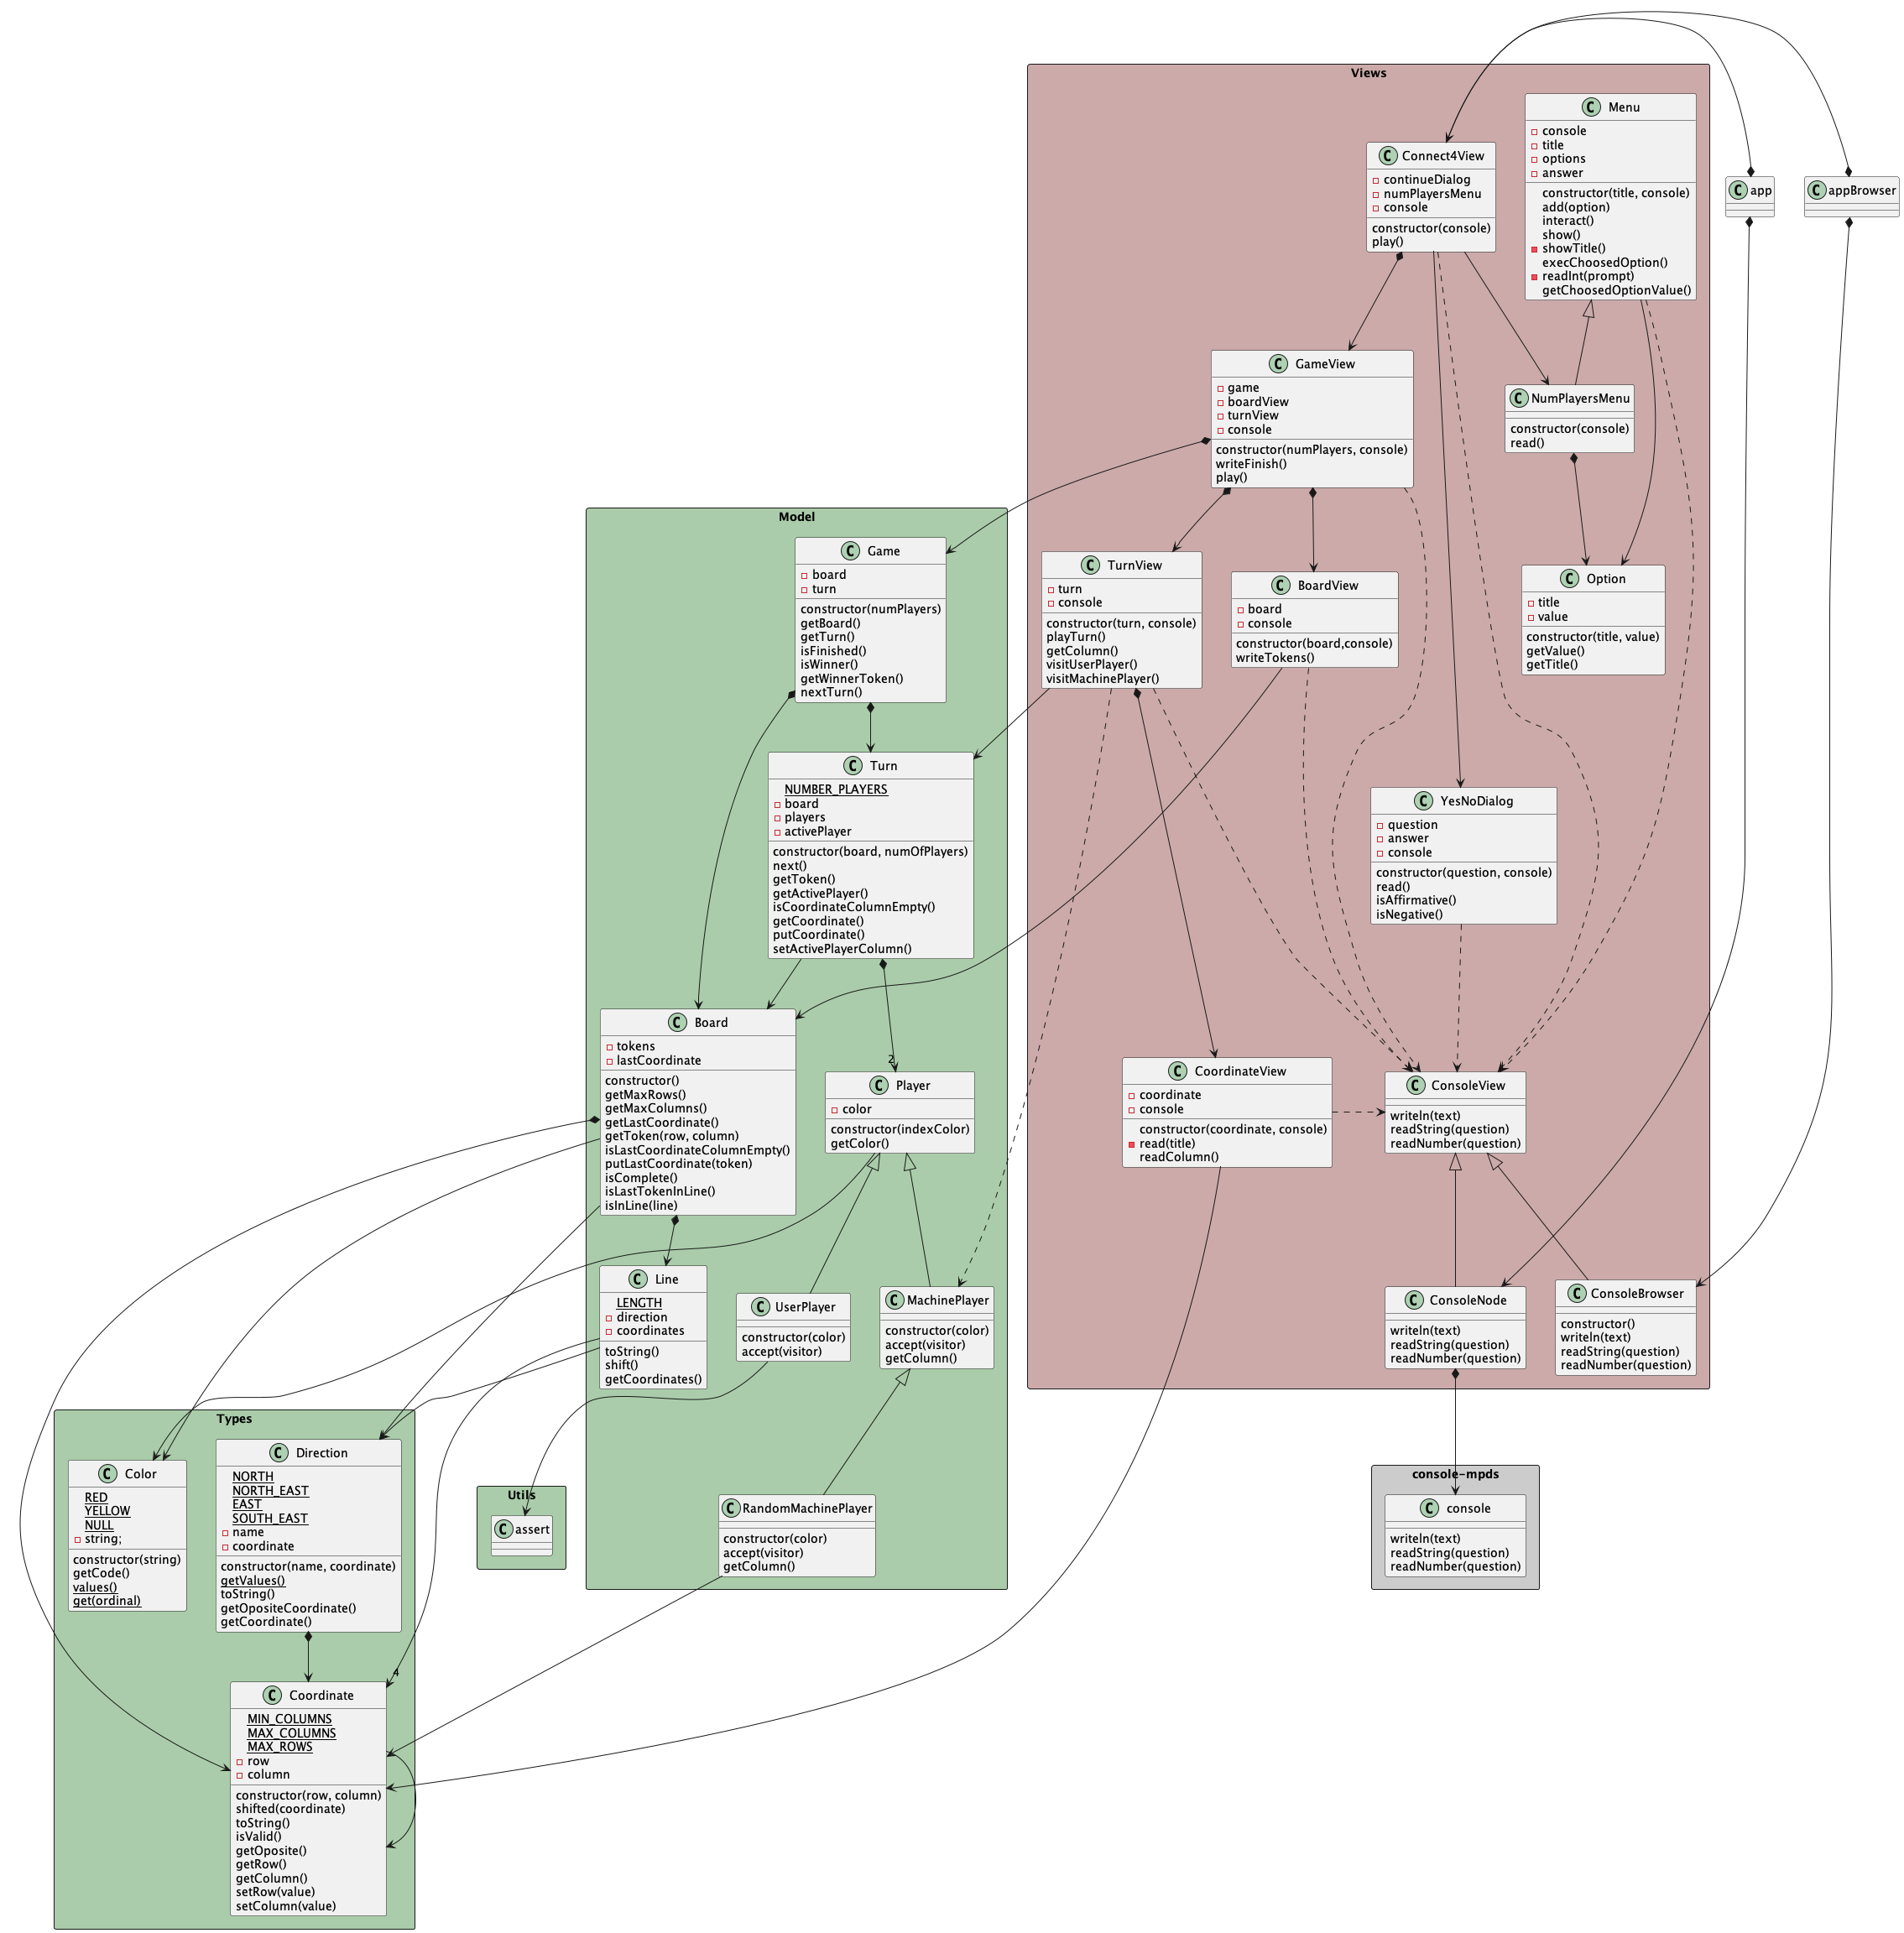 Views
C Menu
console
title
options
answer
constructor(title, console)
add(option)
interact()
show()
showTitle()
execChoosedOption()
readInt(prompt)
getChoosedOptionValue()
C Connect4View
continueDialog
numPlayersMenu
console
constructor(console)
play()
C app
C appBrowser
C GameView
game
boardView
turnView
console
constructor(numPlayers, console)
writeFinish()
play()
C NumPlayersMenu
constructor(console)
read()
Model
C Game
board
turn
constructor(numPlayers)
getBoard()
getTurn()
isFinished()
isWinner()
getWinnerToken()
nextTurn()
C TurnView
turn
console
constructor(turn, console)
playTurn()
getColumn()
visitUserPlayer()
visitMachinePlayer()
C BoardView
board
console
constructor(board,console)
writeTokens()
C Option
title
value
constructor(title, value)
getValue()
getTitle()
C Turn
NUMBER_PLAYERS
board
players
activePlayer
constructor(board, numOfPlayers)
next()
getToken()
getActivePlayer()
isCoordinateColumnEmpty()
getCoordinate()
putCoordinate()
setActivePlayerColumn()
C YesNoDialog
question
answer
console
constructor(question, console)
read()
isAffirmative()
isNegative()
C Board
tokens
lastCoordinate
constructor()
getMaxRows()
getMaxColumns()
getLastCoordinate()
getToken(row, column)
isLastCoordinateColumnEmpty()
putLastCoordinate(token)
isComplete()
isLastTokenInLine()
isInLine(line)
2
C Player
color
constructor(indexColor)
getColor()
C CoordinateView
coordinate
console
constructor(coordinate, console)
read(title)
readColumn()
C ConsoleView
writeln(text)
readString(question)
readNumber(question)
C Line
LENGTH
direction
coordinates
toString()
shift()
getCoordinates()
C UserPlayer
constructor(color)
accept(visitor)
C MachinePlayer
constructor(color)
accept(visitor)
getColumn()
C ConsoleNode
writeln(text)
readString(question)
readNumber(question)
C ConsoleBrowser
constructor()
writeln(text)
readString(question)
readNumber(question)
Types
C Color
RED
YELLOW
NULL
string;
constructor(string)
getCode()
values()
get(ordinal)
C Direction
NORTH
NORTH_EAST
EAST
SOUTH_EAST
name
coordinate
constructor(name, coordinate)
getValues()
toString()
getOpositeCoordinate()
getCoordinate()
Utils
C assert
C RandomMachinePlayer
constructor(color)
accept(visitor)
getColumn()
console-mpds
C console
writeln(text)
readString(question)
readNumber(question)
4
C Coordinate
MIN_COLUMNS
MAX_COLUMNS
MAX_ROWS
row
column
constructor(row, column)
shifted(coordinate)
toString()
isValid()
getOposite()
getRow()
getColumn()
setRow(value)
setColumn(value)